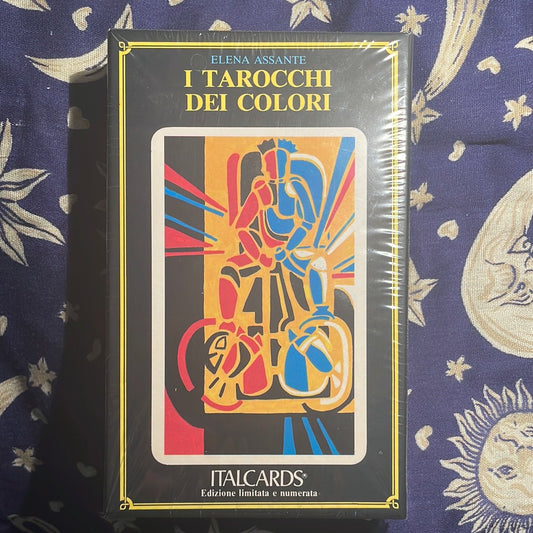 ELENA ASSANTE
I TAROCCHI
DEI COLORI
ITALCARDS®
Edizione limitata e numerata